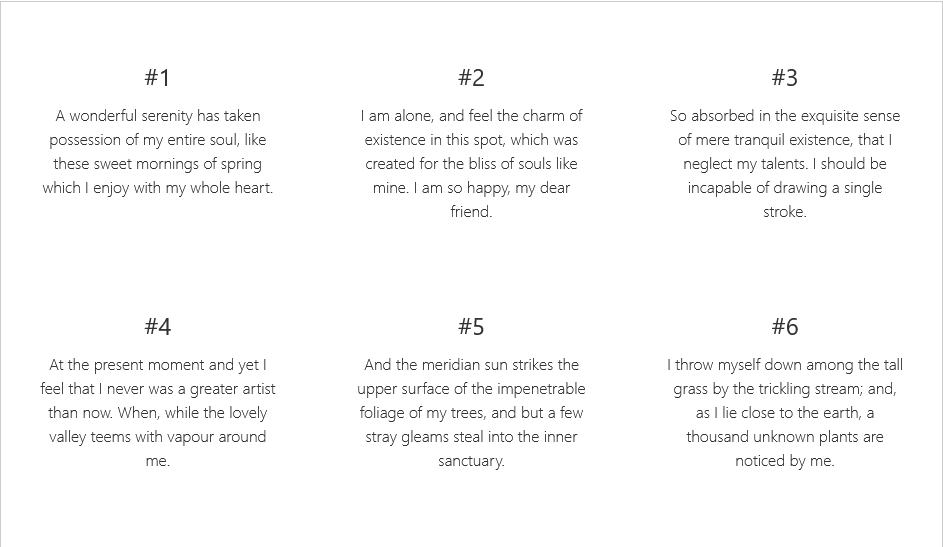 #1
A wonderful serenity has taken
possession of my entire soul, like
these sweet mornings of spring
which I enjoy with my whole heart.
#2
I am alone, and feel the charm of
existence in this spot, which was
created for the bliss of souls like
mine. I am so happy, my dear
friend.
#3
So absorbed in the exquisite sense
of mere tranquil existence, that I
neglect my talents. I should be
incapable of drawing a single
stroke.
#4
At the present moment and yet I
feel that I never was a greater artist
than now. When, while the lovely
valley teems with vapour around
me.
#5
And the meridian sun strikes the
upper surface of the impenetrable
foliage of my trees, and but a few
stray gleams steal into the inner
sanctuary.
#6
I throw myself down among the tall
grass by the trickling stream; and,
as I lie close to the earth, a
thousand unknown plants are
noticed by me.